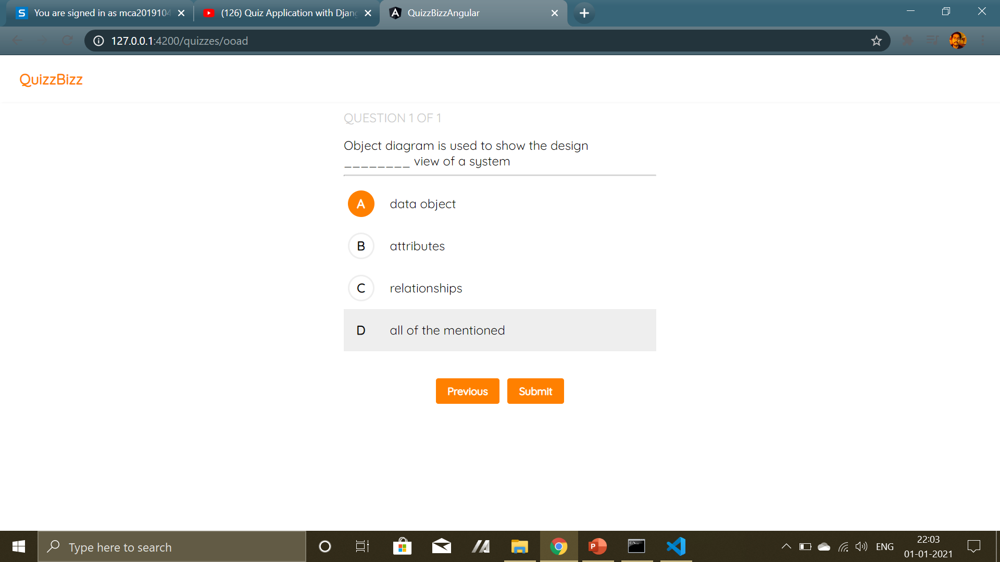 You are signed in as mca2019104
(126) Quiz Application with Djang
QuizzBizzAngular
127.0.0.1:4200/quizzes/ooad
QuizzBizz
QUESTION 1 OF 1
Object diagram is used to show the design
________ view of a system
A data object
B attributes
C relationships
D all of the mentioned
Previous Submit
Type here to search
ENG
22:03
01-01-2021